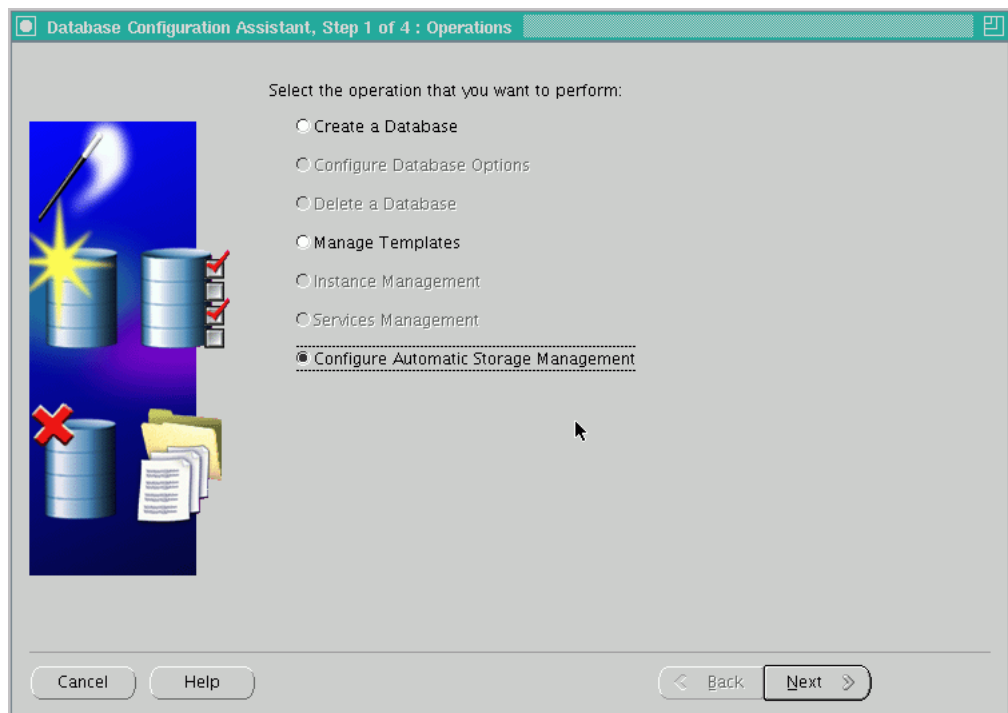 Database Configuration Assistant, Step 1 of 4 : Operations
Select the operation that you want to perform:
Create a Database
Configure Database Options
Delete a Database
Manage Templates
Instance Management
Services Management
Configure Automatic Storage Management
Cancel
Help
Back
Next